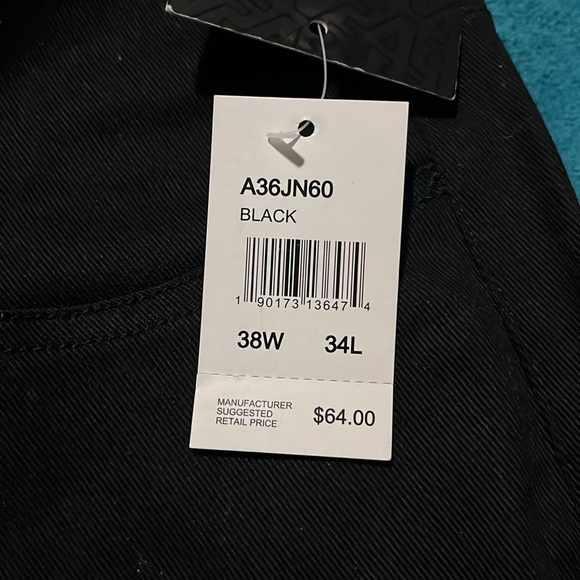 A36JN60
BLACK
1 90173 13647 4
38W 34L
MANUFACTURER
SUGGESTED
RETAIL PRICE
$64.00